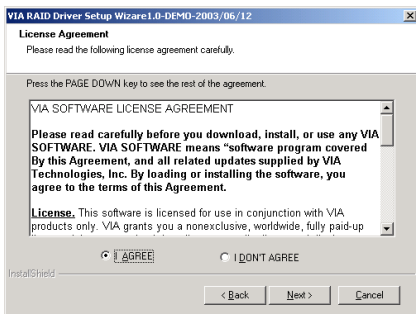 VIA RAID Driver Setup Wizare1.0-DEMO-2003/06/12
License Agreement
Please read the following license agreement carefully.
Press the PAGE DOWN key to see the rest of the agreement.
VIA SOFTWARE LICENSE AGREEMENT
Please read carefully before you download, install, or use any VIA
SOFTWARE. VIA SOFTWARE means “software program covered
By this Agreement, and all related updates supplied by VIA
Technologies, Inc. By loading or installing the software, you
agree to the terms of this Agreement.
License. This software is licensed for use in conjunction with VIA
products only. VIA grants you a nonexclusive, worldwide, fully paid-up
I AGREE
I DON'T AGREE
InstallShield
< Back
Next >
Cancel